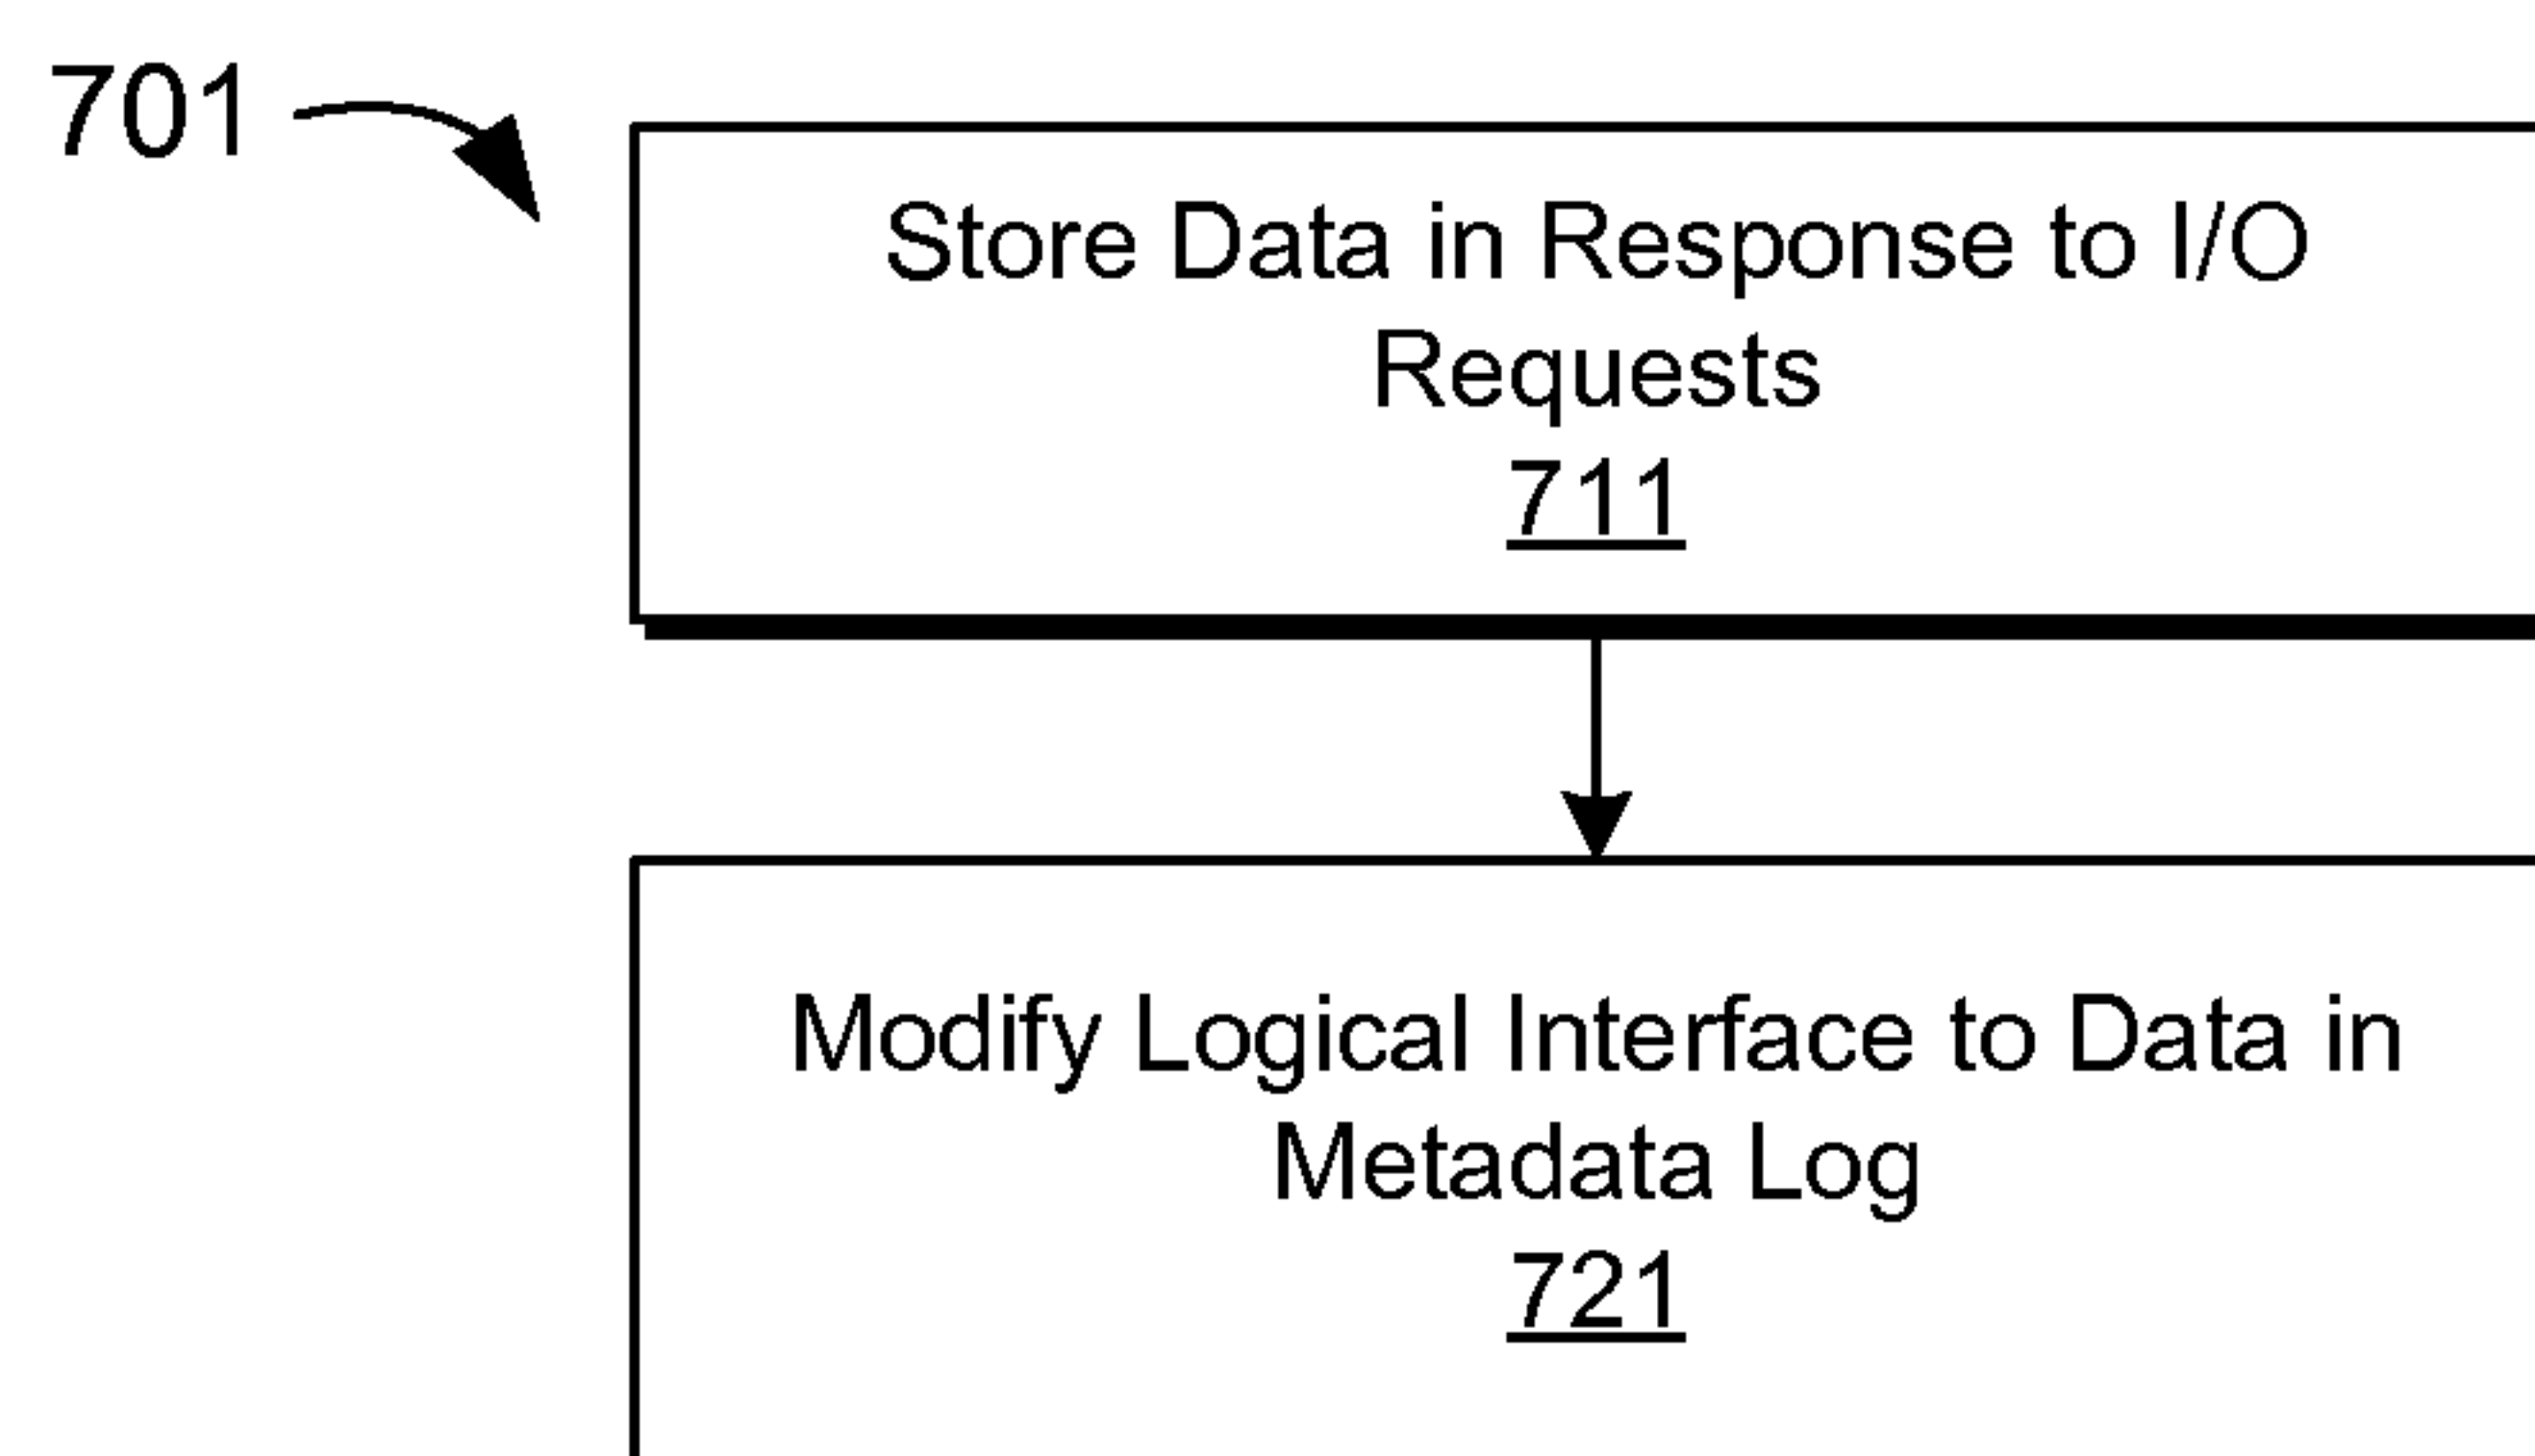 701
Store Data in Response to I/O
Requests
711
Modify Logical Interface to Data in
Metadata Log
721